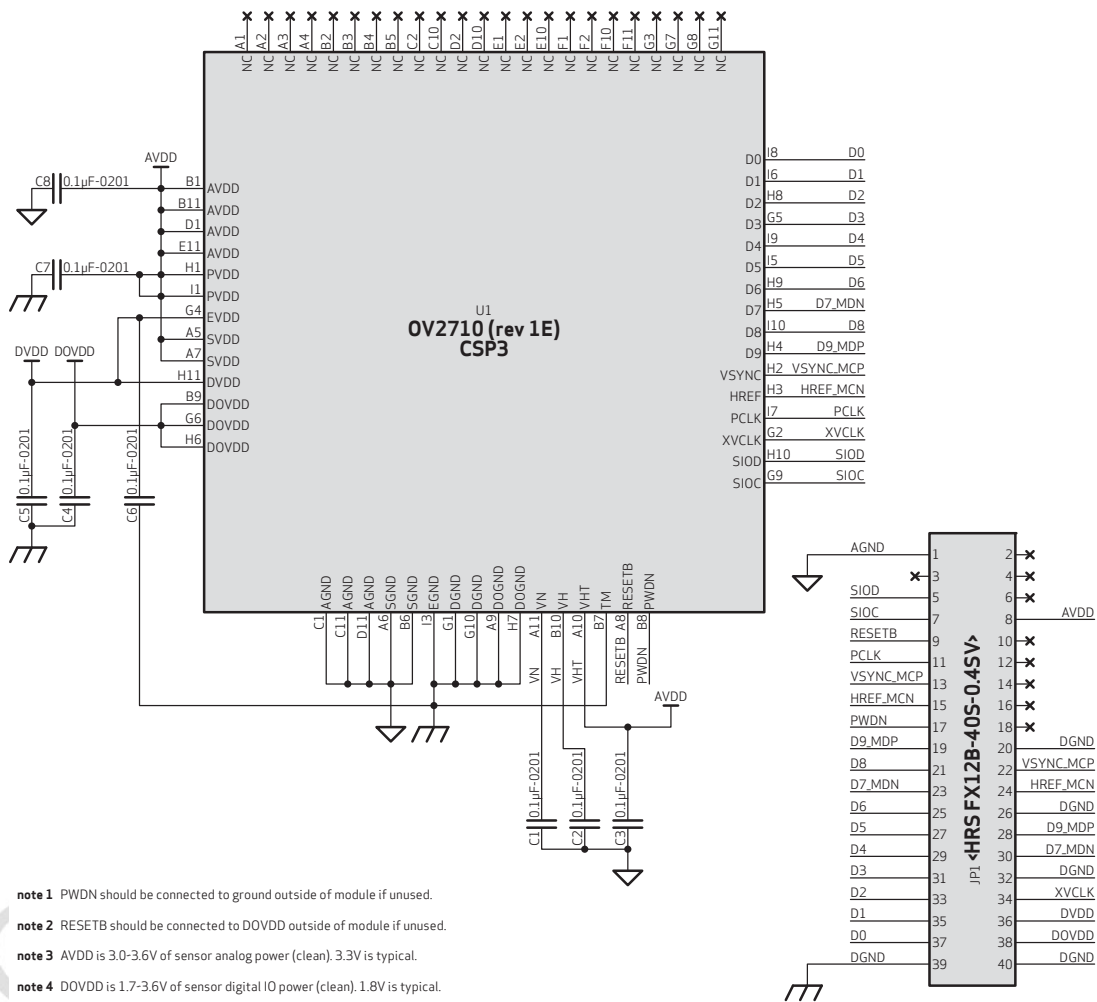 A1 A2 A3 A4 B2 B3 B4 B5 C2 C10 D2 D10 E1 E2 E10 F1 F2 F10 F11 G3 G7 G8 G11
NC NC NC NC NC NC NC NC NC NC NC NC NC NC NC NC NC NC NC NC NC NC NC
AVDD
C8 0.1µF-0201 B1 AVDD
B11 AVDD
D1 AVDD
E11 AVDD
C7 0.1µF-0201 H1 PVDD
I1 PVDD
G4 EVDD
A5 SVDD
A7 SVDD
DVDD DOVDD
H11 DVDD
B9 DOVDD
G6 DOVDD
H6 DOVDD
C5 0.1µF-0201
C4 0.1µF-0201
C6 0.1µF-0201
U1
OV2710 (rev 1E)
CSP3
D0 I8 D0
D1 I6 D1
D2 H8 D2
D3 G5 D3
D4 I9 D4
D5 I5 D5
D6 H9 D6
D7 H5 D7_MDN
D8 I10 D8
D9 H4 D9_MDP
VSYNC H2 VSYNC_MCP
HREF H3 HREF_MCN
PCLK I7 PCLK
XVCLK G2 XVCLK
SIOD H10 SIOD
SIOC G9 SIOC
AGND AGND AGND SGND SGND EGND DGND DGND DOGND DOGND VN VH VHT TM RESETB PWDN
C1 C11 D11 A6 B6 I3 G1 G10 A9 H7 A11 B10 A10 B7 A8 B8
VN VH VHT RESETB PWDN
AVDD
C1 0.1µF-0201
C2 0.1µF-0201
C3 0.1µF-0201
JP1 <HRS FX12B-40S-0.4SV>
AGND 1 2
3 4
SIOD 5 6
SIOC 7 8 AVDD
RESETB 9 10
PCLK 11 12
VSYNC_MCP 13 14
HREF_MCN 15 16
PWDN 17 18
D9_MDP 19 20 DGND
D8 21 22 VSYNC_MCP
D7_MDN 23 24 HREF_MCN
D6 25 26 DGND
D5 27 28 D9_MDP
D4 29 30 D7_MDN
D3 31 32 DGND
D2 33 34 XVCLK
D1 35 36 DVDD
D0 37 38 DOVDD
DGND 39 40 DGND
note 1 PWDN should be connected to ground outside of module if unused.
note 2 RESETB should be connected to DOVDD outside of module if unused.
note 3 AVDD is 3.0-3.6V of sensor analog power (clean). 3.3V is typical.
note 4 DOVDD is 1.7-3.6V of sensor digital IO power (clean). 1.8V is typical.